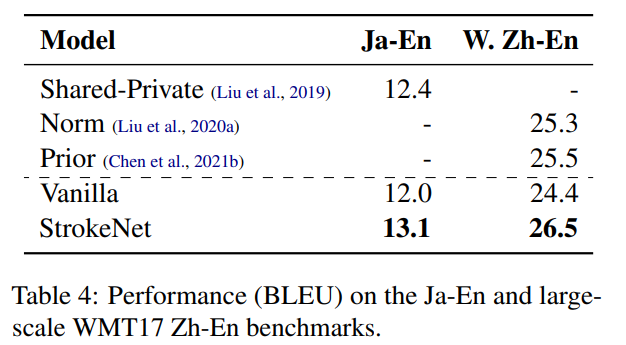 Model Ja-En W. Zh-En
Shared-Private (Liu et al., 2019) 12.4 -
Norm (Liu et al., 2020a) - 25.3
Prior (Chen et al., 2021b) - 25.5
Vanilla 12.0 24.4
StrokeNet 13.1 26.5
Table 4: Performance (BLEU) on the Ja-En and large-
scale WMT17 Zh-En benchmarks.